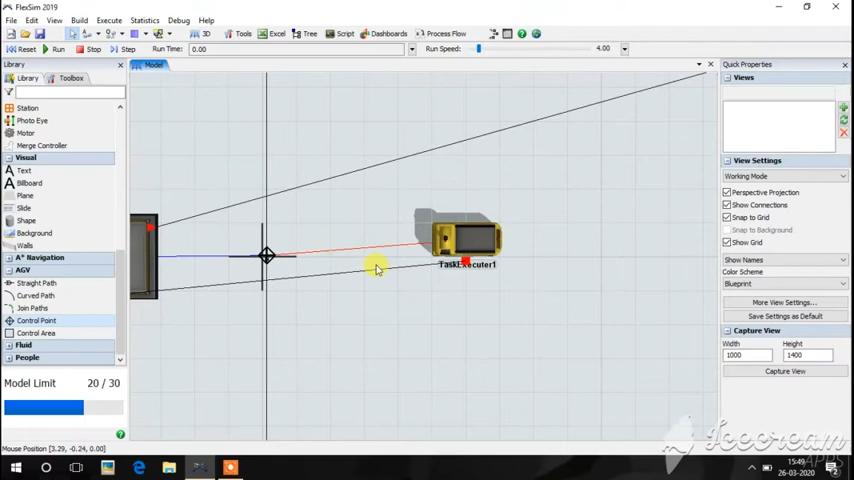 FlexSim 2019
File Edit View Build Execute Statistics Debug Help
3D Tools Excel Tree Script Dashboards Process Flow
Reset Run Stop Step Run Time: 0.00 Run Speed: 4.00
Library
Library Toolbox
Station
Photo Eye
Motor
Merge Controller
Visual
Text
Billboard
Plane
Slide
Shape
Background
Walls
A* Navigation
AGV
Straight Path
Curved Path
Join Paths
Control Point
Control Area
Fluid
People
Model Limit 20 / 30
Mouse Position [3.29, -0.24, 0.00]
Model
TaskExecuter1
Quick Properties
Views
View Settings
Working Mode
Perspective Projection
Show Connections
Snap to Grid
Snap to Background
Show Grid
Show Names
Color Scheme
Blueprint
More View Settings...
Save Settings as Default
Capture View
Width Height
1000 1400
Capture View
Icecream
APPS
15:49
26-03-2020
2